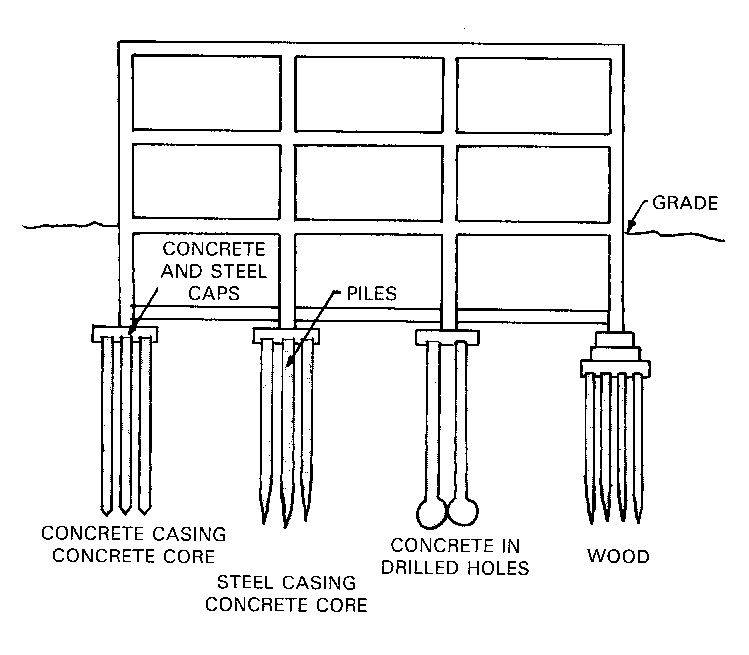 GRADE
CONCRETE
AND STEEL
CAPS
PILES
CONCRETE CASING
CONCRETE CORE
STEEL CASING
CONCRETE CORE
CONCRETE IN
DRILLED HOLES
WOOD